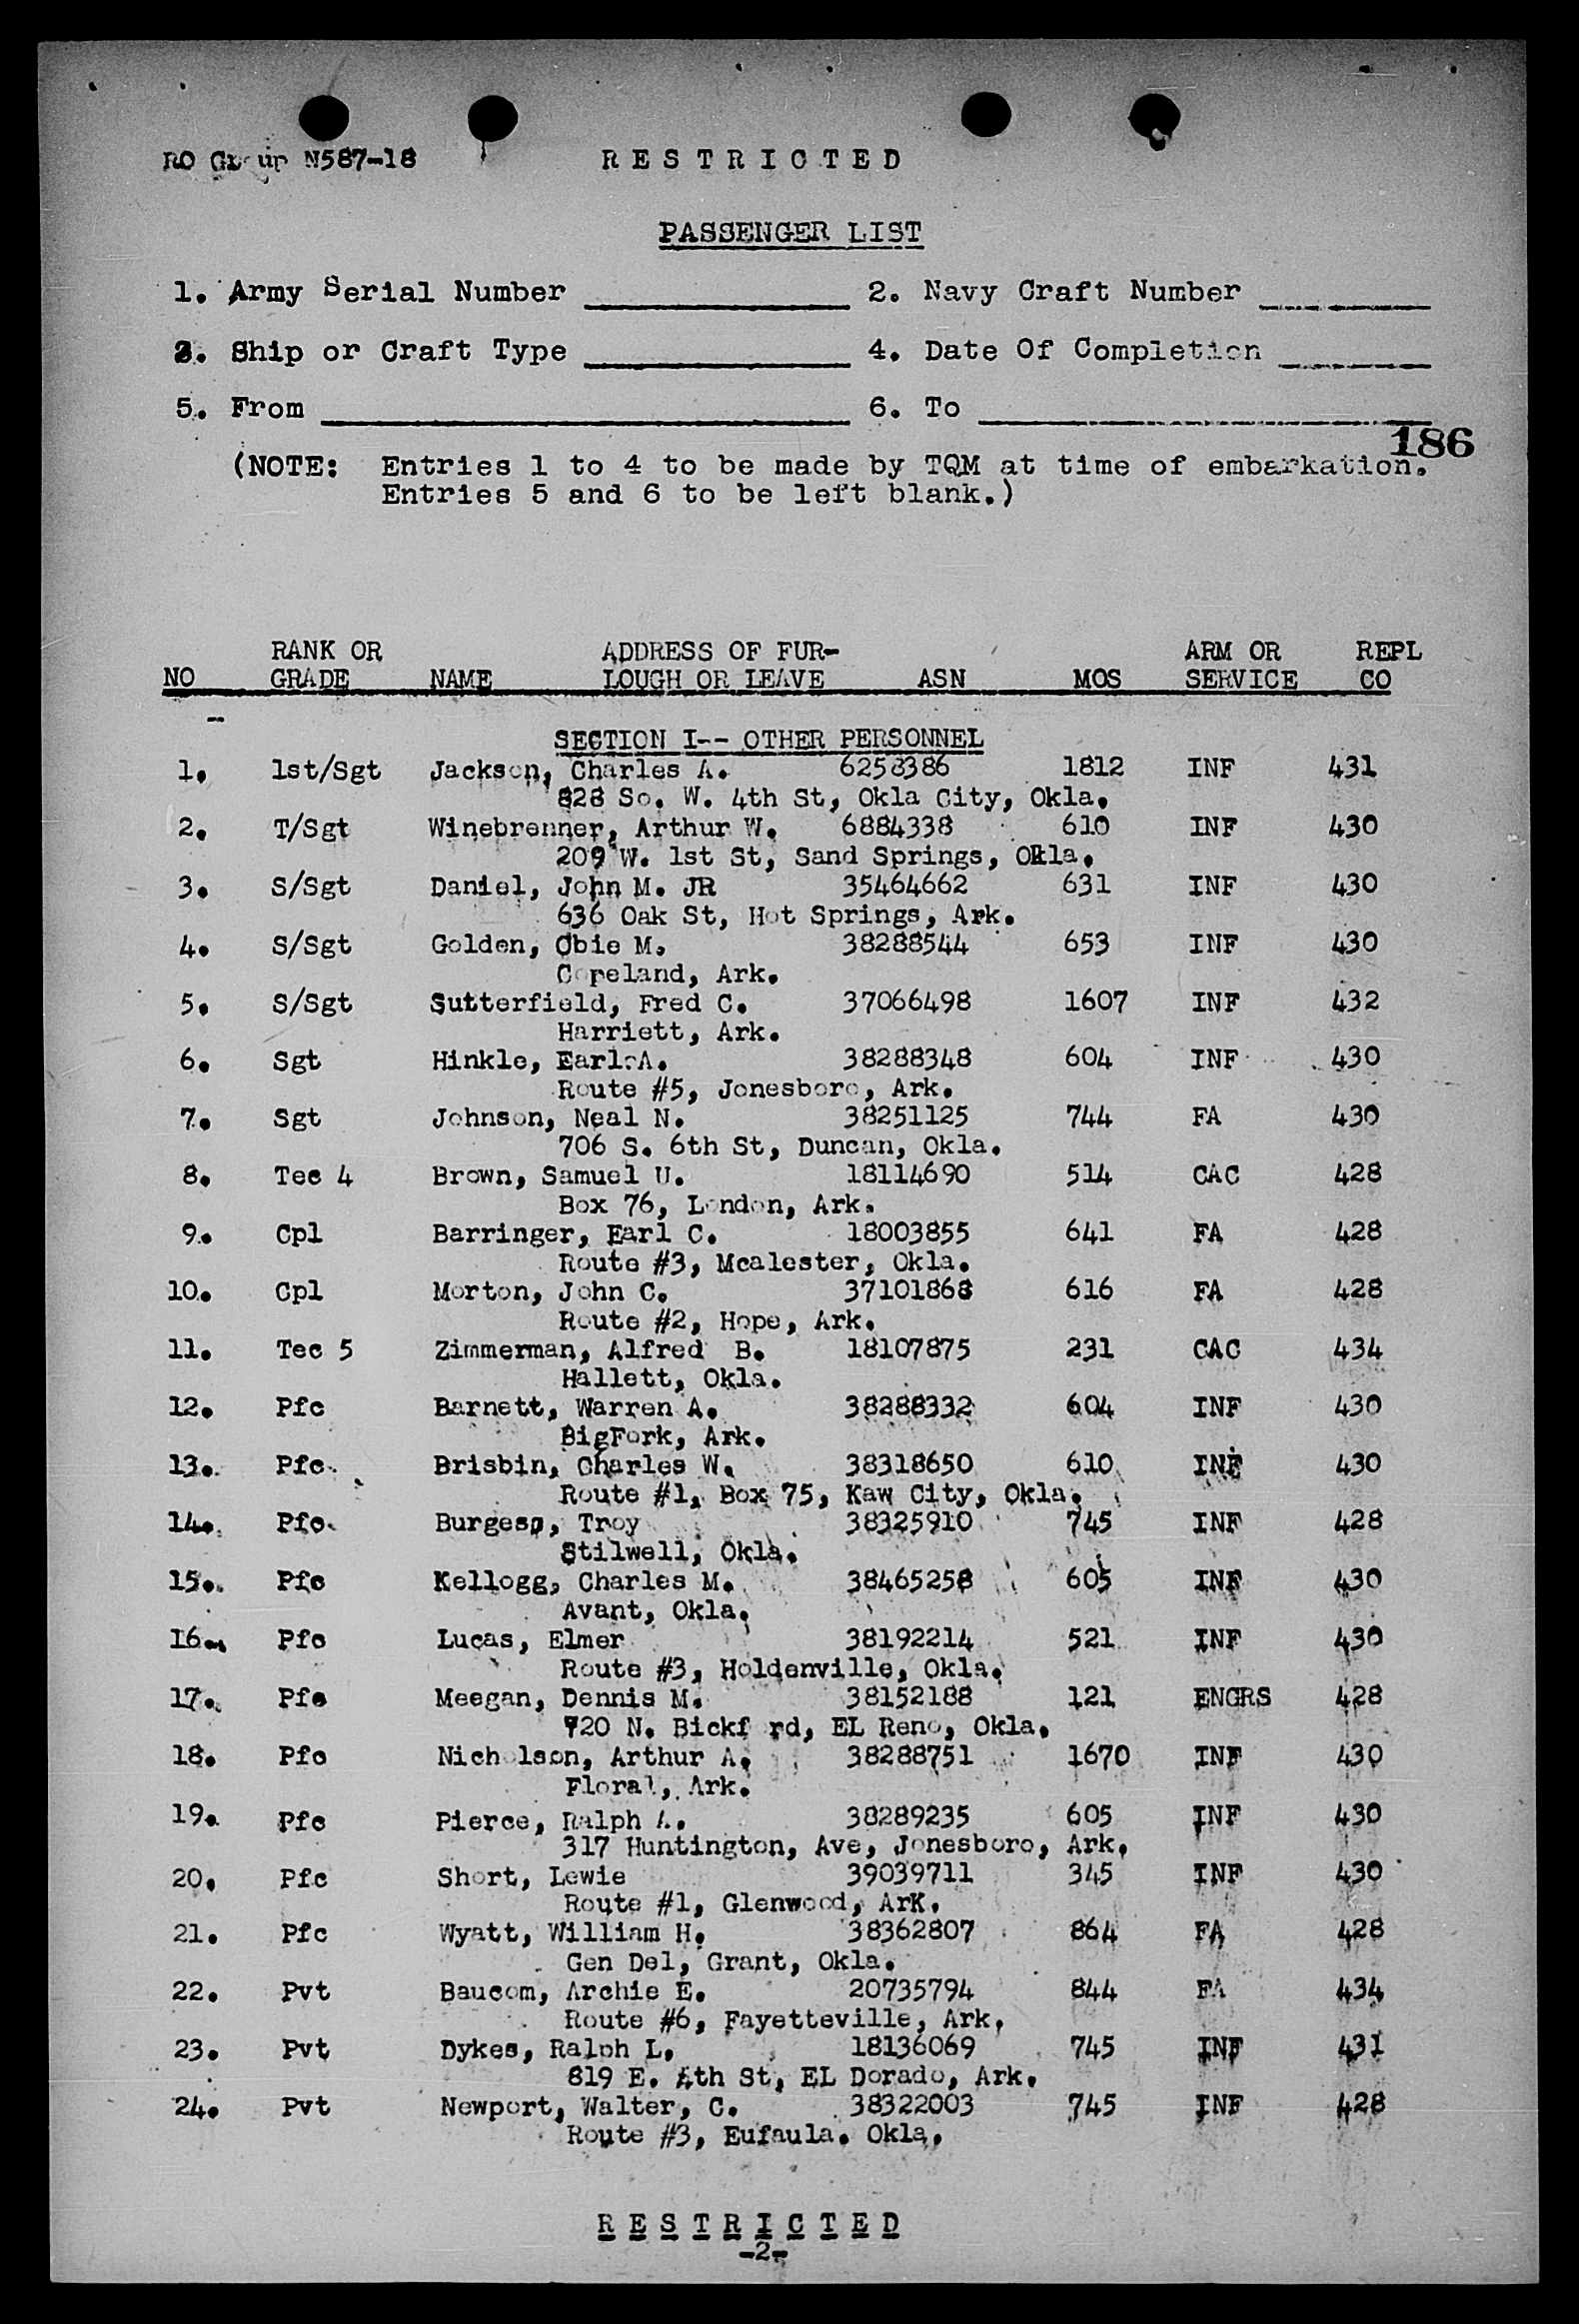 RO Group N587-18 RESTRICTED
PASSENGER LIST
1. Army Serial Number 2. Navy Craft Number
3. Ship or Craft Type 4. Date Of Completion
5. From 6. To
186
(NOTE: Entries 1 to 4 to be made by TQM at time of embarkation.
Entries 5 and 6 to be left blank.)
RANK OR ADDRESS OF FUR- ARM OR REPL
NO GRADE NAME LOUGH OR LEAVE ASN MOS SERVICE CO
SECTION I-- OTHER PERSONNEL
1. 1st/Sgt Jackson, Charles A. 6258386 1812 INF 431
828 So. W. 4th St, Okla City, Okla.
2. T/Sgt Winebrenner, Arthur W. 6884338 610 INF 430
209 W. 1st St, Sand Springs, Okla.
3. S/Sgt Daniel, John M. JR 35464662 631 INF 430
636 Oak St, Hot Springs, Ark.
4. S/Sgt Golden, Obie M. 38288544 653 INF 430
Copeland, Ark.
5. S/Sgt Sutterfield, Fred C. 37066498 1607 INF 432
Harriett, Ark.
6. Sgt Hinkle, Earl A. 38288348 604 INF 430
Route #5, Jonesboro, Ark.
7. Sgt Johnson, Neal N. 38251125 744 FA 430
706 S. 6th St, Duncan, Okla.
8. Tec 4 Brown, Samuel U. 18114690 514 CAC 428
Box 76, London, Ark.
9. Cpl Barringer, Earl C. 18003855 641 FA 428
Route #3, Mcalester, Okla.
10. Cpl Morton, John C. 37101868 616 FA 428
Route #2, Hope, Ark.
11. Tec 5 Zimmerman, Alfred B. 18107875 231 CAC 434
Hallett, Okla.
12. Pfc Barnett, Warren A. 38288332 604 INF 430
BigFork, Ark.
13. Pfc Brisbin, Charles W. 38318650 610 INF 430
Route #1, Box 75, Kaw City, Okla.
14. Pfc Burgess, Troy 38325910 745 INF 428
Stilwell, Okla.
15. Pfc Kellogg, Charles M. 38465258 605 INF 430
Avant, Okla.
16. Pfc Lucas, Elmer 38192214 521 INF 430
Route #3, Holdenville, Okla.
17. Pfc Meegan, Dennis M. 38152188 121 ENGRS 428
720 N. Bickf rd, EL Reno, Okla.
18. Pfc Nicholson, Arthur A. 38288751 1670 INF 430
Floral, Ark.
19. Pfc Pierce, Ralph A. 38289235 605 INF 430
317 Huntington, Ave, Jonesboro, Ark.
20. Pfc Short, Lewie 39039711 345 INF 430
Route #1, Glenwood, ArK.
21. Pfc Wyatt, William H. 38362807 864 FA 428
Gen Del, Grant, Okla.
22. Pvt Baucom, Archie E. 20735794 844 FA 434
Route #6, Fayetteville, Ark.
23. Pvt Dykes, Ralph L. 18136069 745 INF 431
819 E. 4th St, EL Dorado, Ark.
24. Pvt Newport, Walter, C. 38322003 745 INF 428
Route #3, Eufaula. Okla.
RESTRICTED
-2-